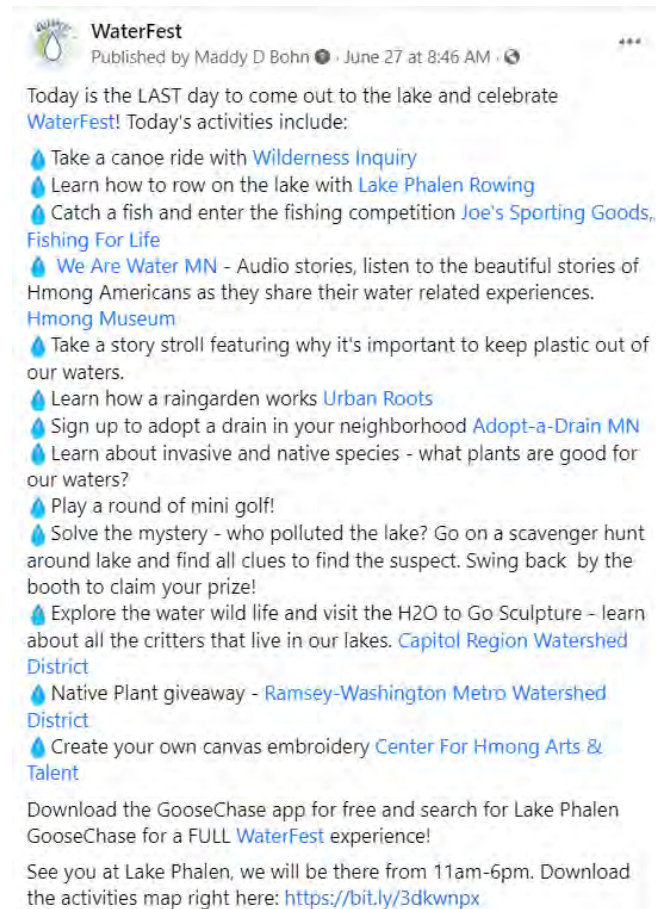 WaterFest
Published by Maddy D Bohn · June 27 at 8:46 AM ·
Today is the LAST day to come out to the lake and celebrate
WaterFest! Today's activities include:
💧Take a canoe ride with Wilderness Inquiry
💧Learn how to row on the lake with Lake Phalen Rowing
💧Catch a fish and enter the fishing competition Joe's Sporting Goods,
Fishing For Life
💧 We Are Water MN - Audio stories, listen to the beautiful stories of
Hmong Americans as they share their water related experiences.
Hmong Museum
💧Take a story stroll featuring why it's important to keep plastic out of
our waters.
💧Learn how a raingarden works Urban Roots
💧Sign up to adopt a drain in your neighborhood Adopt-a-Drain MN
💧Learn about invasive and native species - what plants are good for
our waters?
💧Play a round of mini golf!
💧Solve the mystery - who polluted the lake? Go on a scavenger hunt
around lake and find all clues to find the suspect. Swing back by the
booth to claim your prize!
💧Explore the water wild life and visit the H2O to Go Sculpture - learn
about all the critters that live in our lakes. Capitol Region Watershed
District
💧Native Plant giveaway - Ramsey-Washington Metro Watershed
District
💧Create your own canvas embroidery Center For Hmong Arts &
Talent
Download the GooseChase app for free and search for Lake Phalen
GooseChase for a FULL WaterFest experience!
See you at Lake Phalen, we will be there from 11am-6pm. Download
the activities map right here: https://bit.ly/3dkwnpx